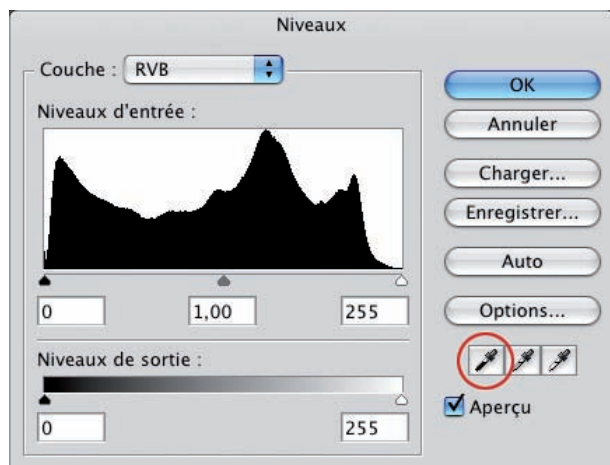 Niveaux
Couche : RVB
OK
Niveaux d'entrée :
Annuler
Charger...
Enregistrer...
Auto
0 1,00 255
Options...
Niveaux de sortie :
Aperçu
0 255